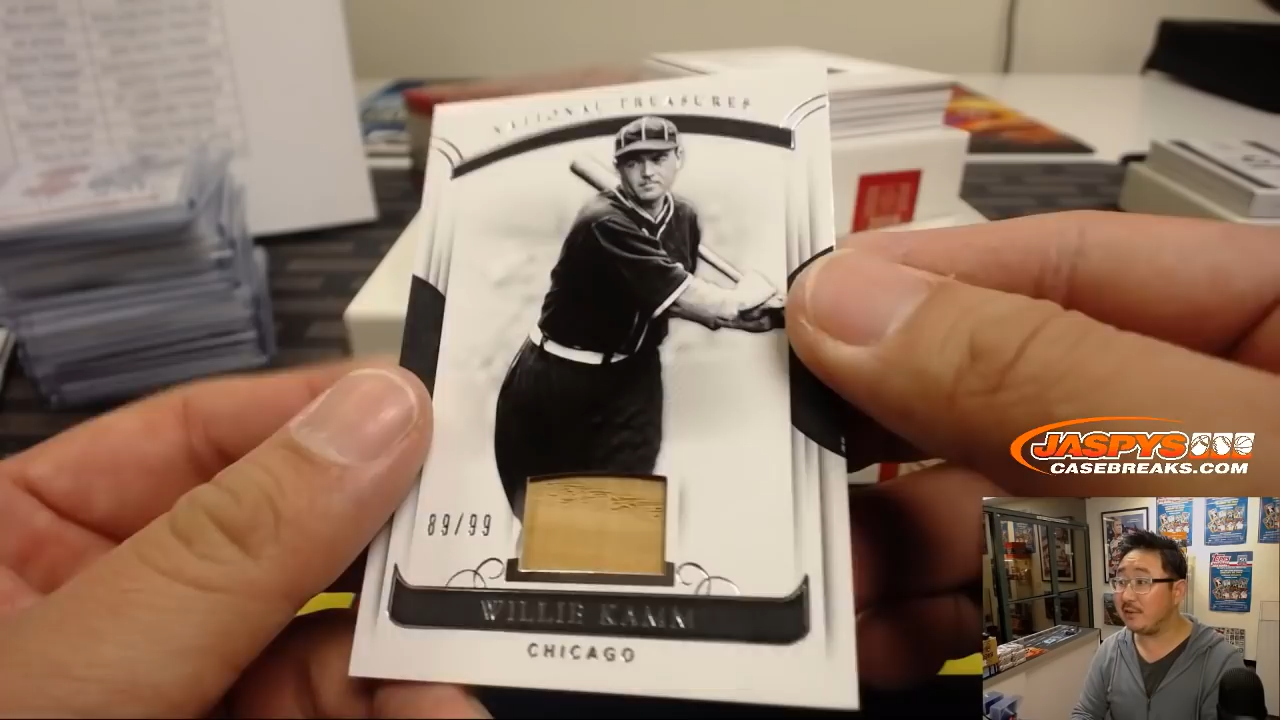 NATIONAL TREASURES
89/99
WILLIE KAMM
CHICAGO
JASPYS
CASEBREAKS.COM